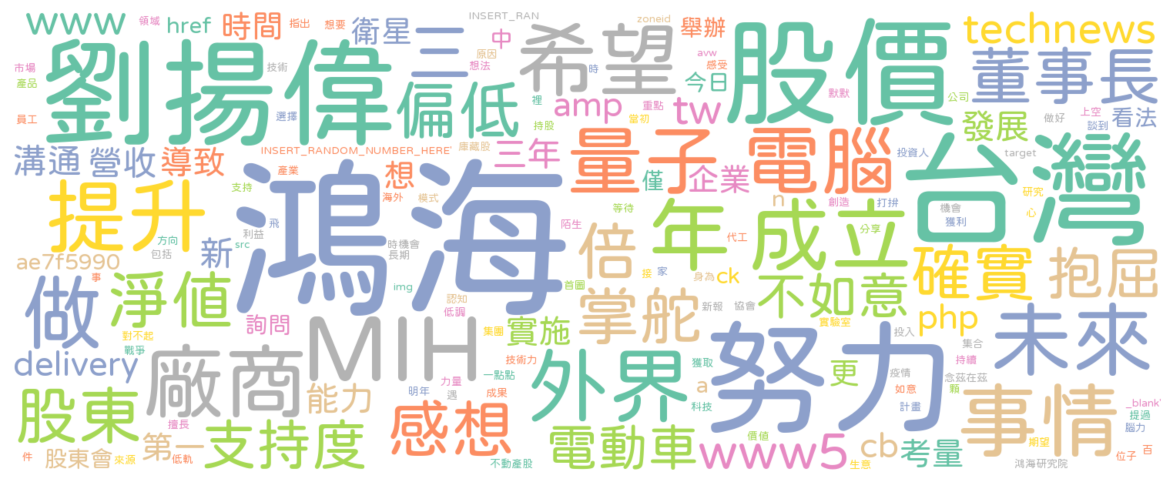 www href 時間 指出 想要 衛星 三 INSERT_RAN 中 希望 zoneid 舉辦 股價 technews
領域 劉揚偉 技術 選擇 原因 想法 時 avw 感受 今日 默默 公司 董事長
市場 產品 員工 偏低 裡 amp 重點 tw 當初 持股 做好 上空 談到 看法
溝通 營收 導致 INSERT_RANDOM_NUMBER_HERE' 庫藏股 三年 量子 電腦 僅 企業 發展 投資人 target 台灣
提升 支持 產業 想 海外 模式 鴻海 等待 n 創造 打拚 機會 獲利 研究 心
ae7f5990 方向 包括 新 src 飛 利益 時機會 長期 陌生 倍 年 代工 成立 分享 確實 抱屈
事 做 淨值 img 認知 低調 首圖 接 家 身為 ck 不如意
對不起 戰爭 詢問 MIH 集團 實施 掌舵 新報 協會 實驗室 php 投入 未來
delivery 廠商 技術力 一點點 外界 獲取 努力 更 疫情 集合 持續 念茲在茲
股東 擅長 能力 明年 力量 遇 成果 a 科技 如意 計畫 顆 事情 _blank' 提過 腦力
件 股東會 來源 第一 低軌 支持度 感想 不動產股 電動車 價值 www5 生意 cb 考量 期望 鴻海研究院 位子 百